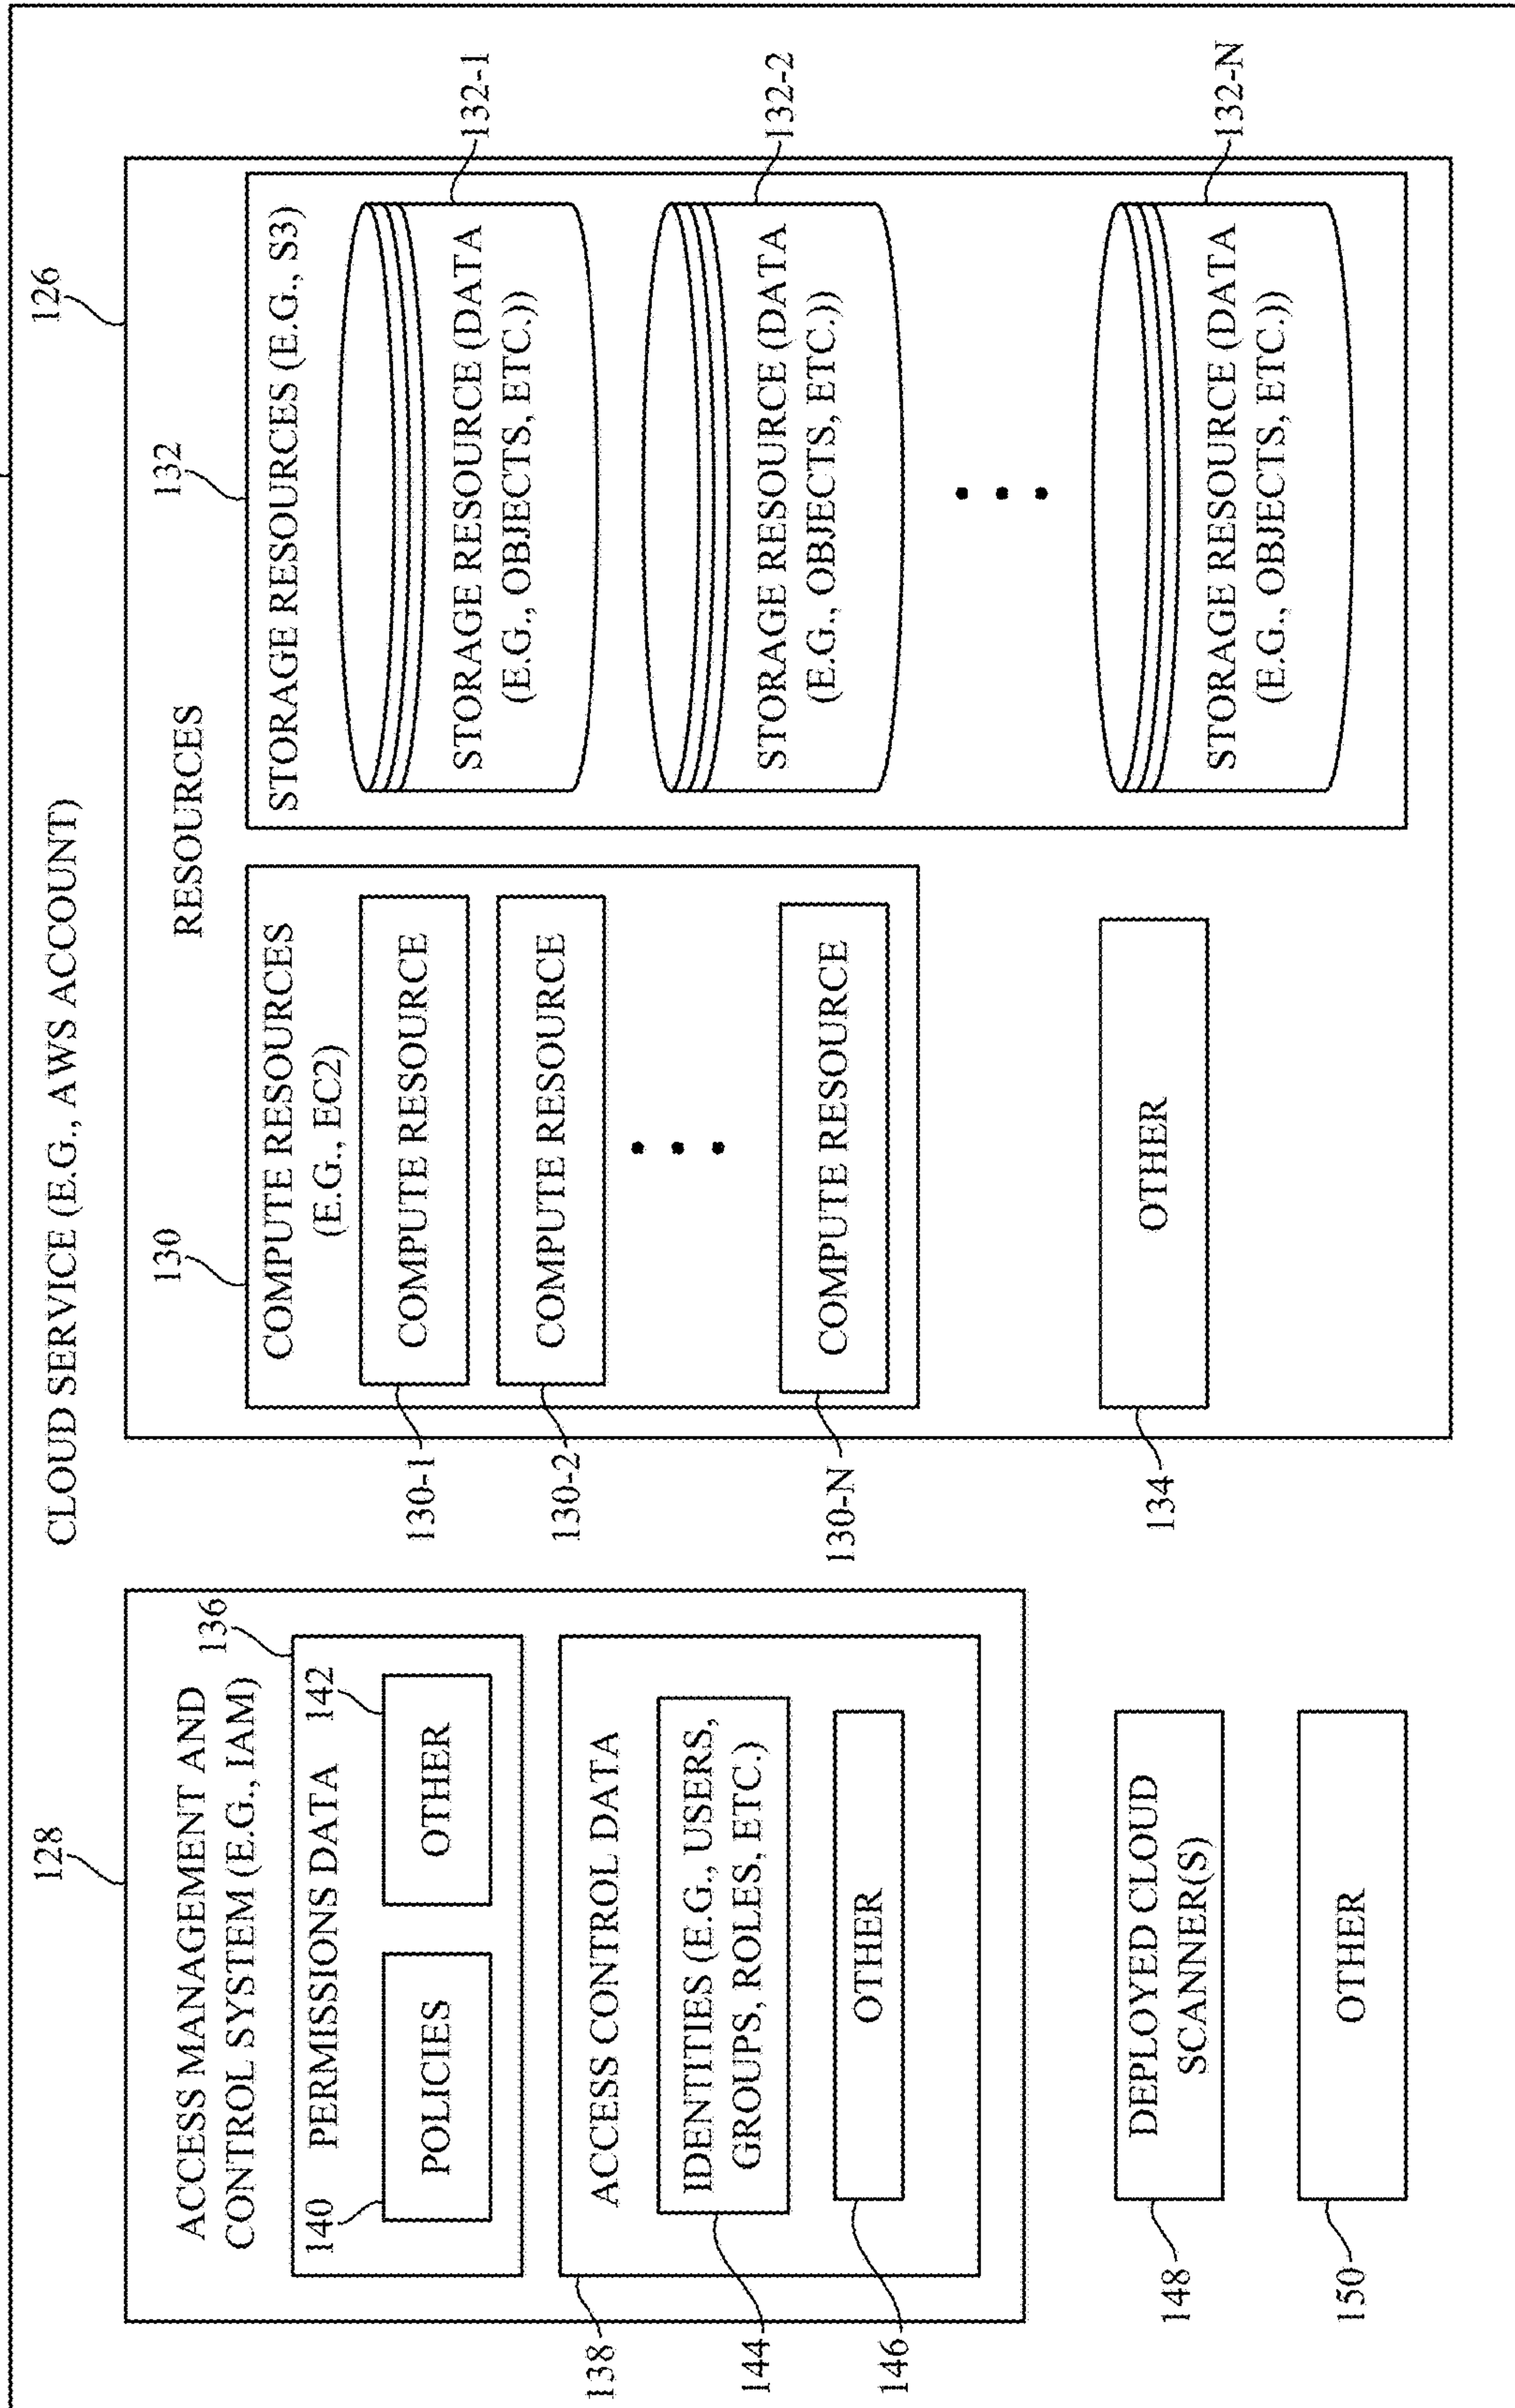 CLOUD SERVICE (E.G., AWS ACCOUNT)
128
ACCESS MANAGEMENT AND
CONTROL SYSTEM (E.G., IAM)
136
140
PERMISSIONS DATA
142
POLICIES
OTHER
138
ACCESS CONTROL DATA
144
IDENTITIES (E.G., USERS,
GROUPS, ROLES, ETC.)
146
OTHER
148
DEPLOYED CLOUD
SCANNER(S)
150
OTHER
126
RESOURCES
130
COMPUTE RESOURCES
(E.G., EC2)
130-1
COMPUTE RESOURCE
130-2
COMPUTE RESOURCE
130-N
COMPUTE RESOURCE
134
OTHER
132
STORAGE RESOURCES (E.G., S3)
132-1
STORAGE RESOURCE (DATA
(E.G., OBJECTS, ETC.))
132-2
STORAGE RESOURCE (DATA
(E.G., OBJECTS, ETC.))
132-N
STORAGE RESOURCE (DATA
(E.G., OBJECTS, ETC.))